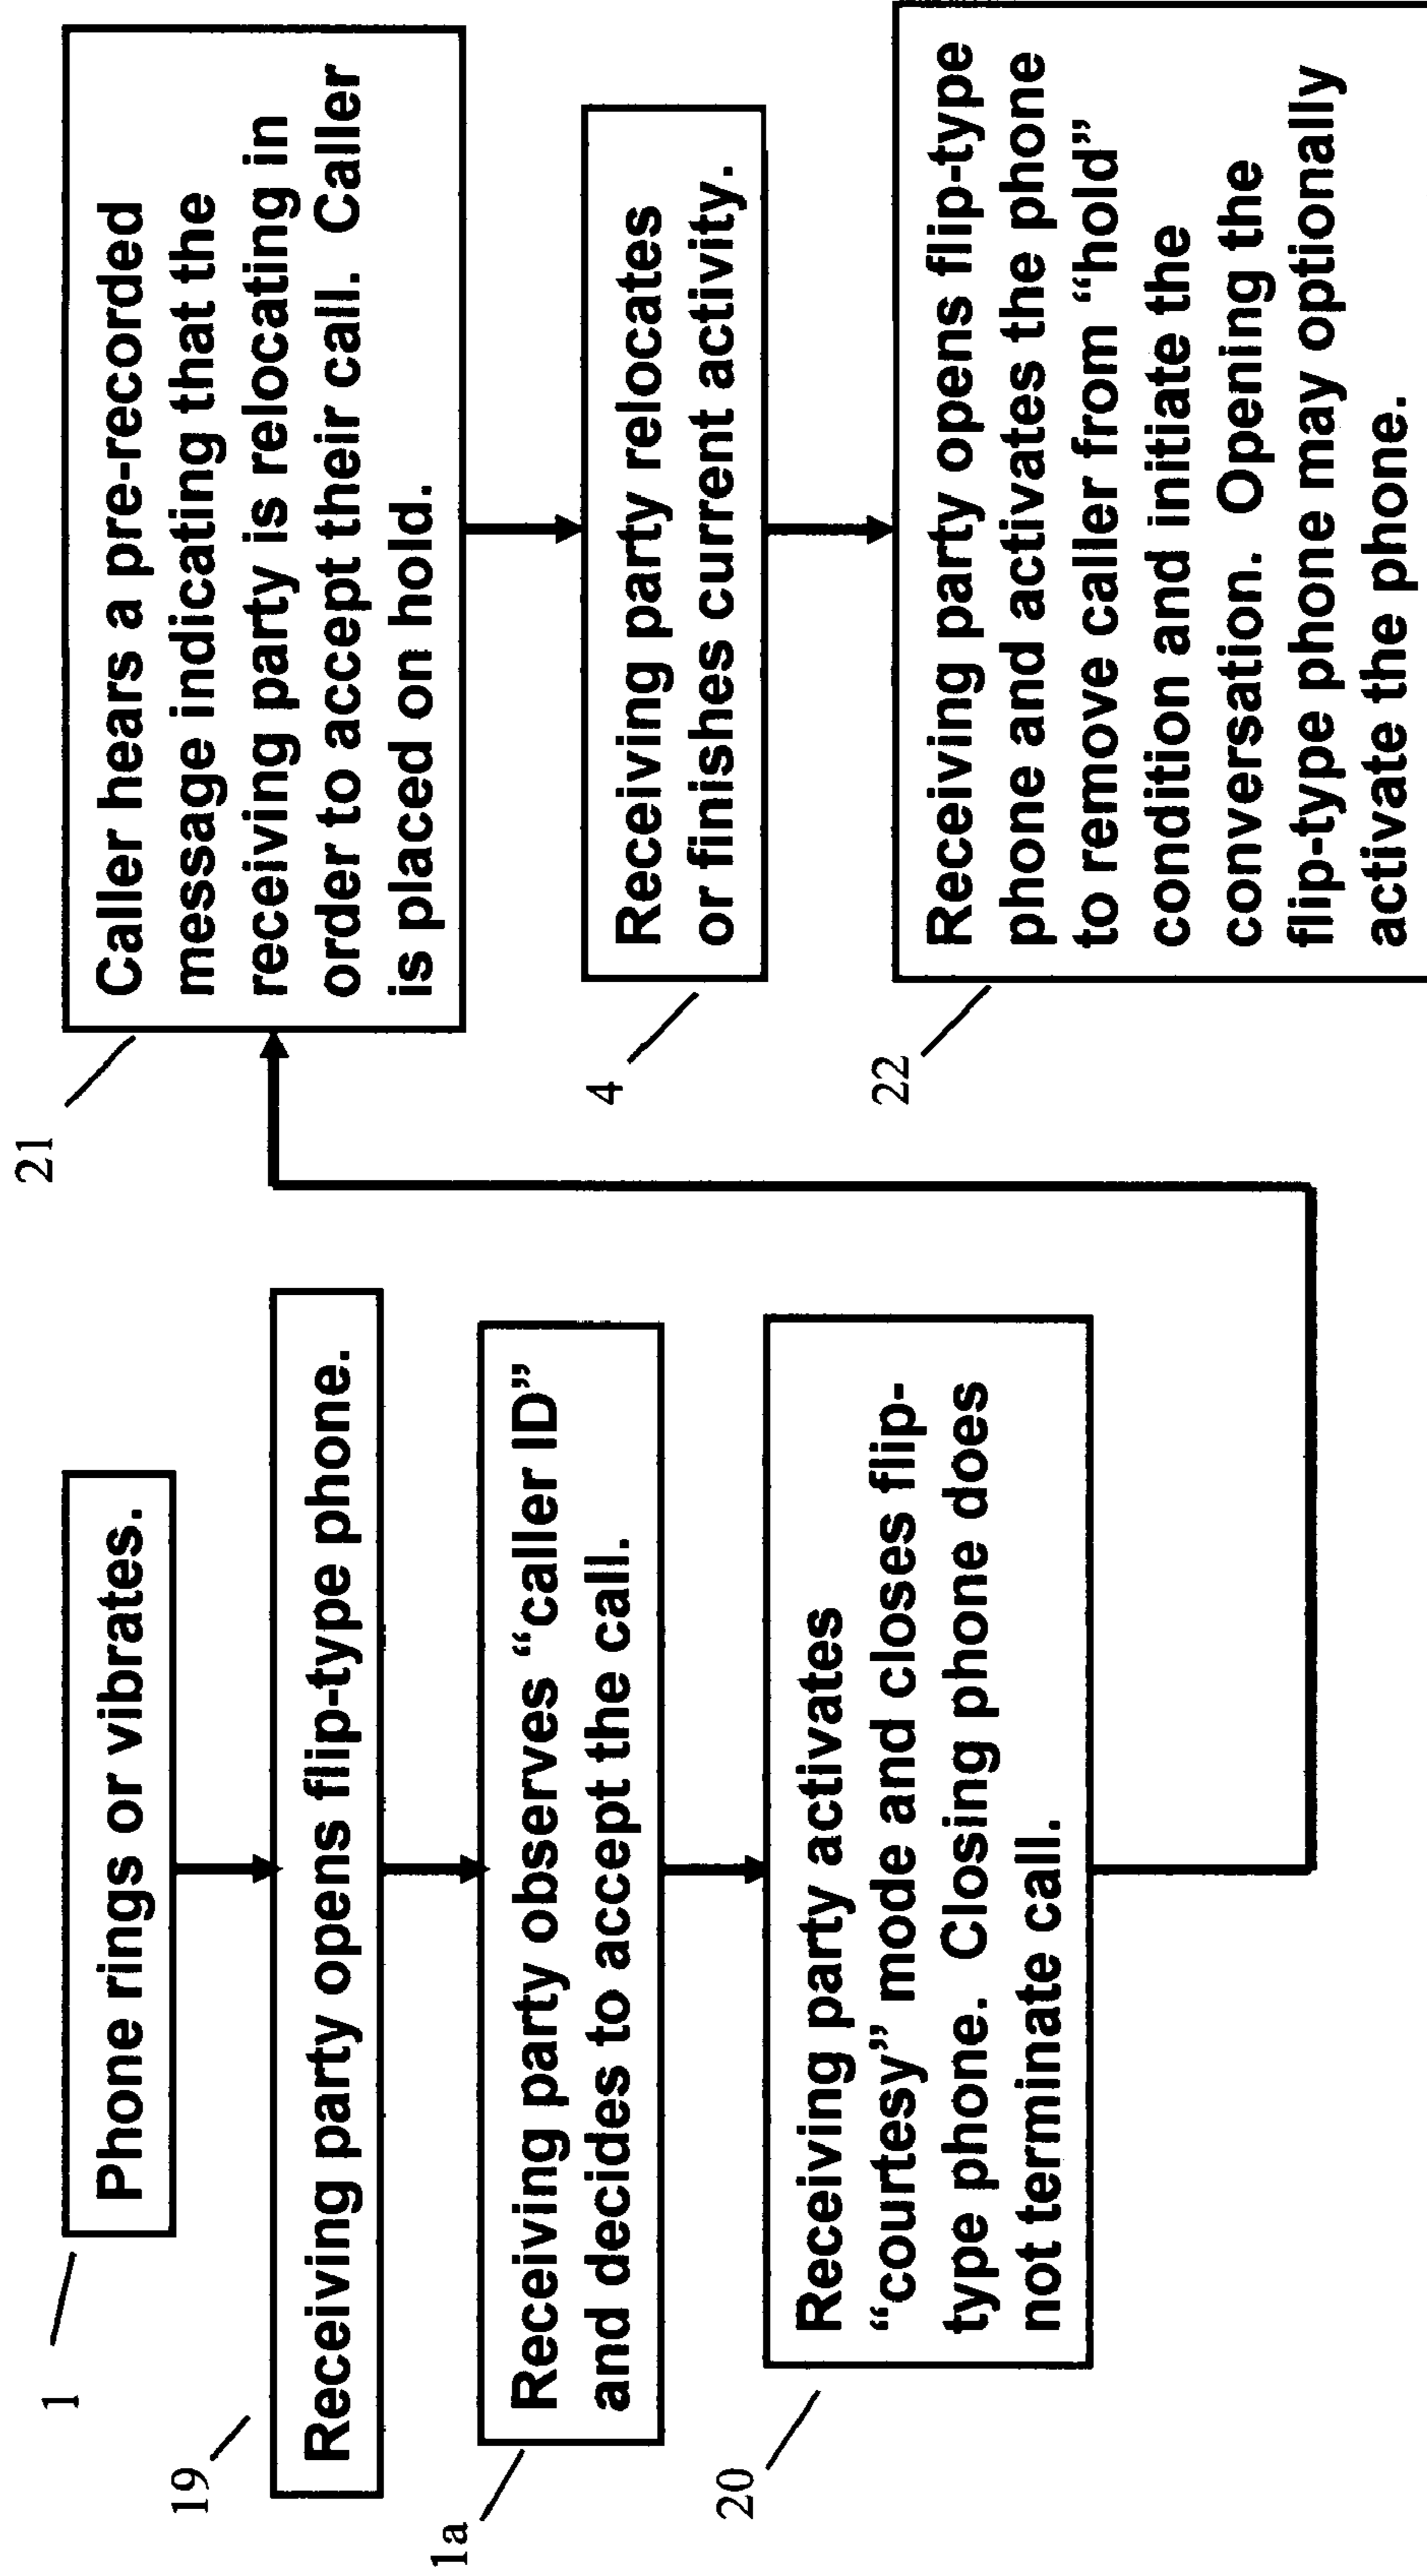 1
Phone rings or vibrates.
19
Receiving party opens flip-type phone.
1a
Receiving party observes “caller ID”
and decides to accept the call.
20
Receiving party activates
“courtesy” mode and closes flip-
type phone.  Closing phone does
not terminate call.
21
Caller hears a pre-recorded
message indicating that the
receiving party is relocating in
order to accept their call.  Caller
is placed on hold.
4
Receiving party relocates
or finishes current activity.
22
Receiving party opens flip-type
phone and activates the phone
to remove caller from “hold”
condition and initiate the
conversation.  Opening the
flip-type phone may optionally
activate the phone.